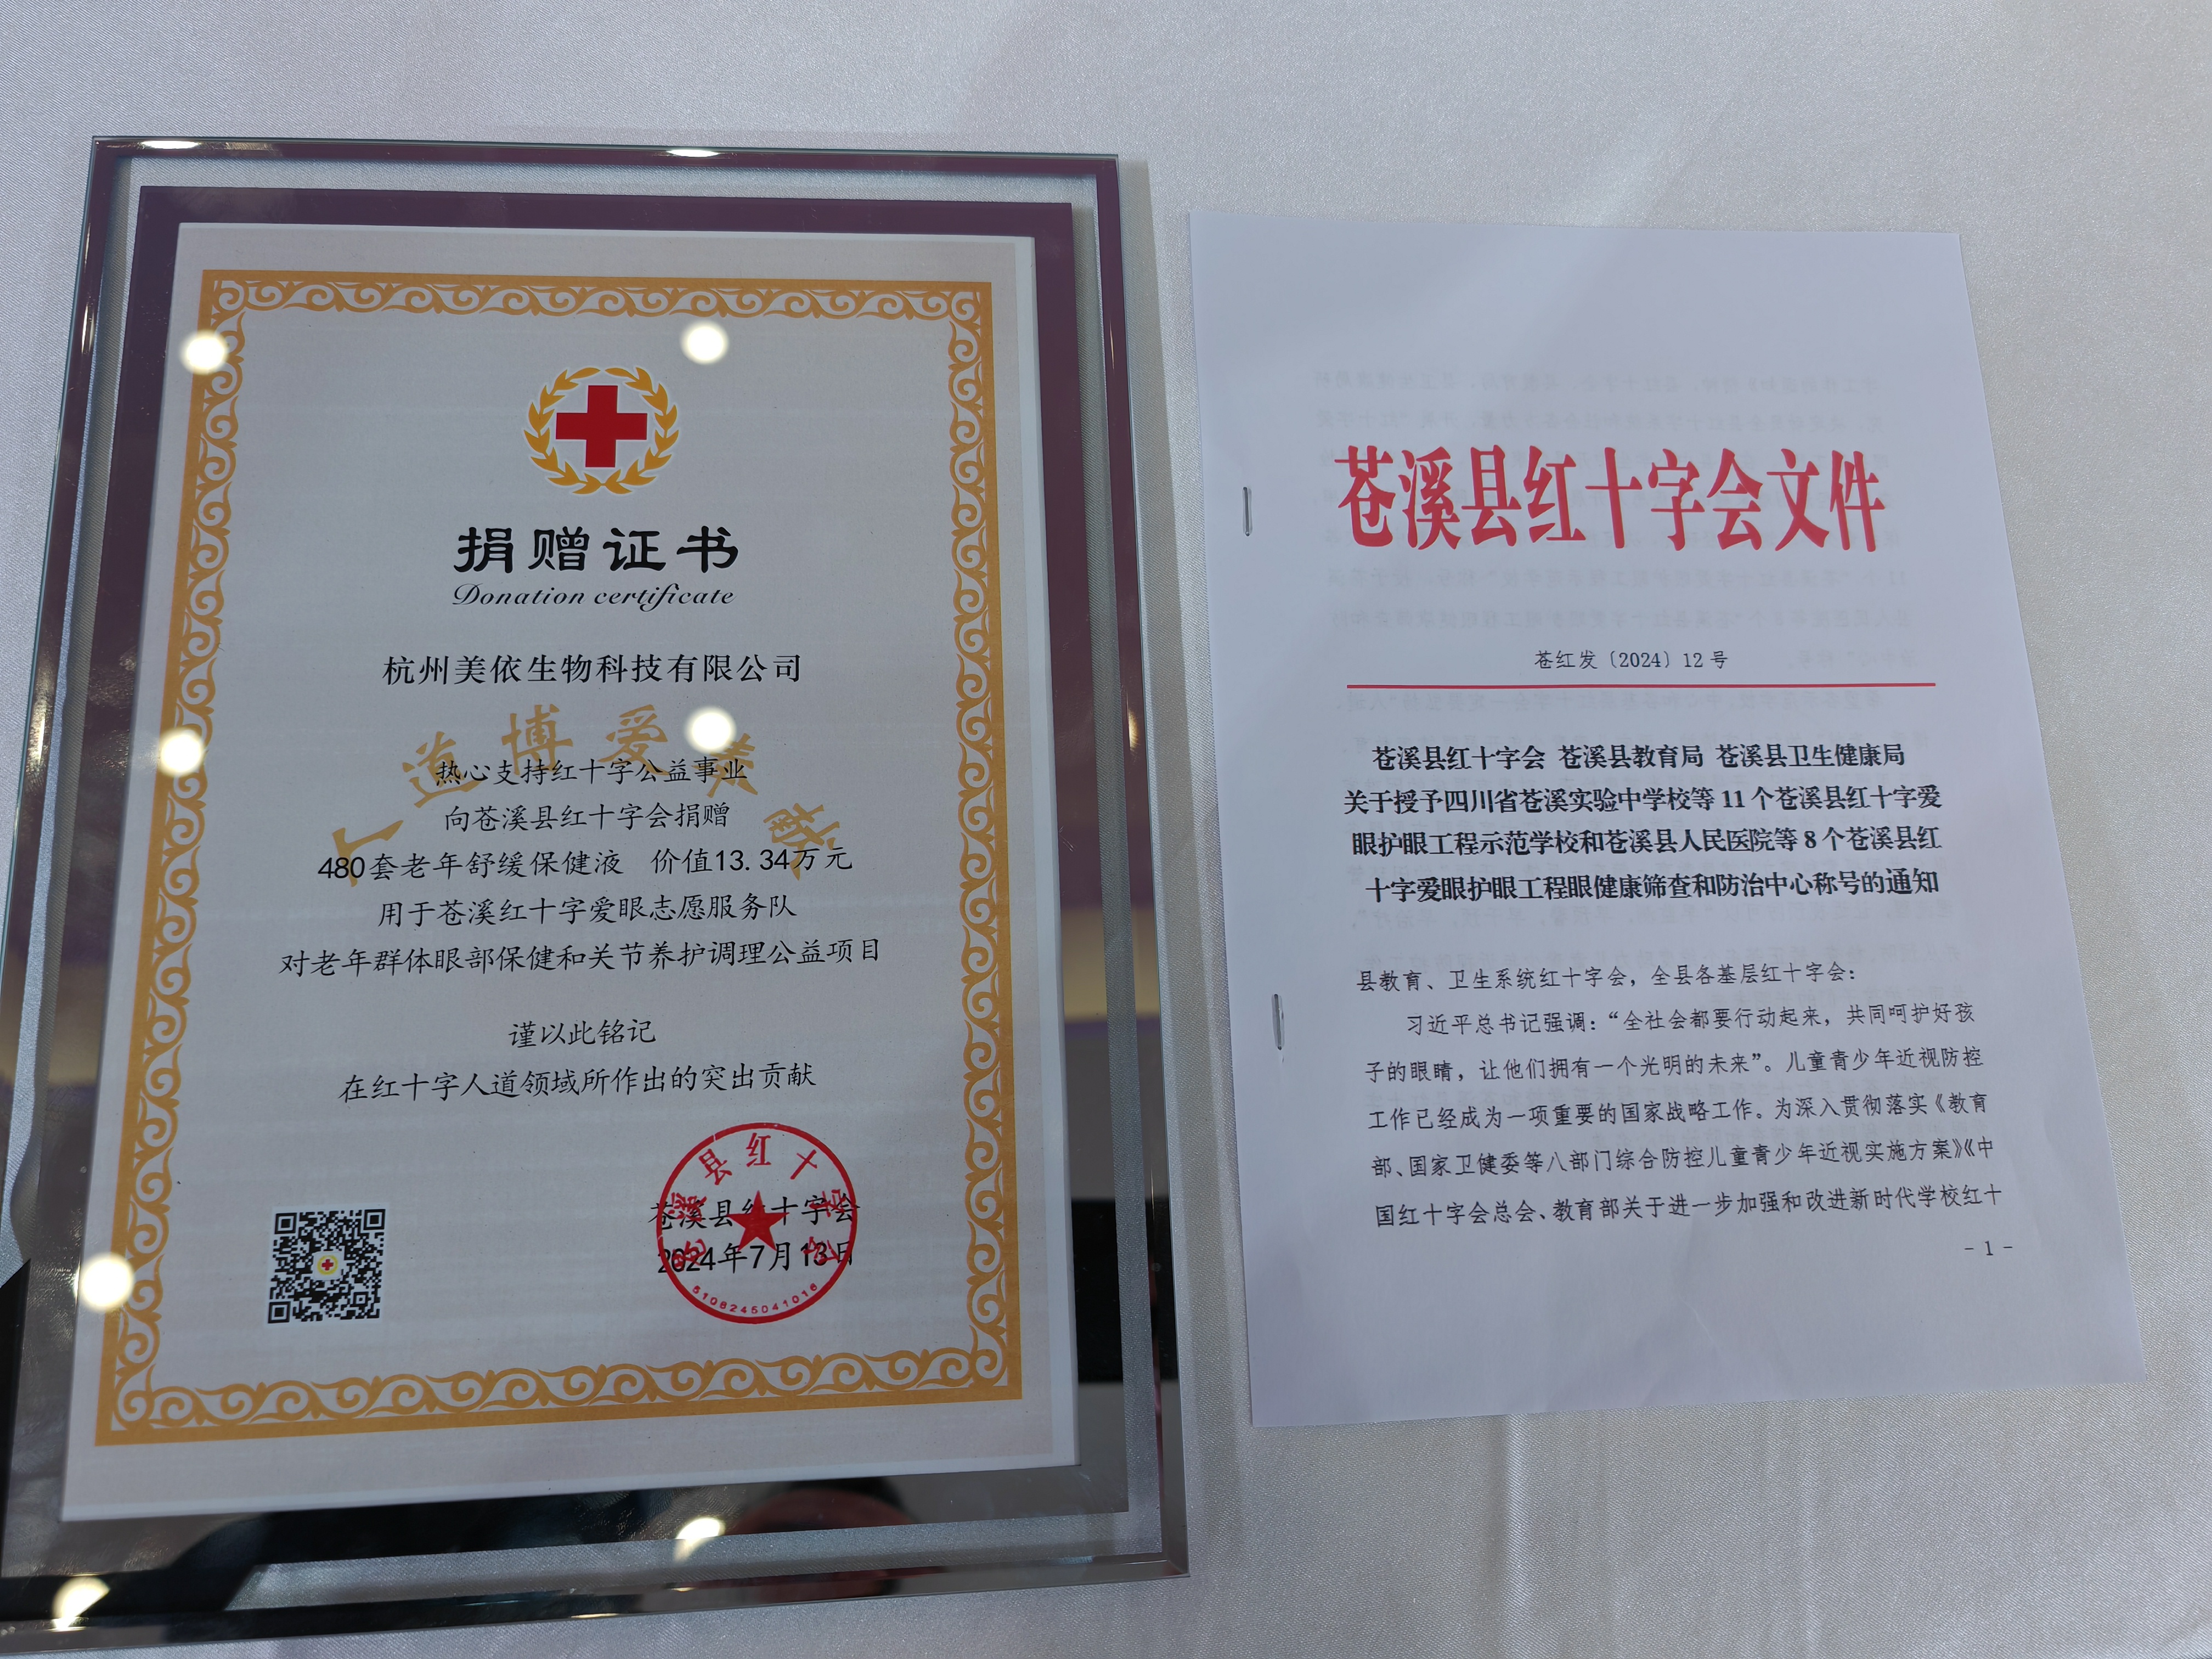 捐赠证书
Donation certificate
杭州美依生物科技有限公司
人道博爱奉献
热心支持红十字公益事业
向苍溪县红十字会捐赠
480套老年舒缓保健液 价值13.34万元
用于苍溪红十字爱眼志愿服务队
对老年群体眼部保健和关节养护调理公益项目
谨以此铭记
在红十字人道领域所作出的突出贡献
苍溪县红十字会
2024年7月13日
苍溪县红十字会
5108245041016
苍溪县红十字会文件
苍红发〔2024〕12号
苍溪县红十字会 苍溪县教育局 苍溪县卫生健康局
关于授予四川省苍溪实验中学校等11个苍溪县红十字爱
眼护眼工程示范学校和苍溪县人民医院等8个苍溪县红
十字爱眼护眼工程眼健康筛查和防治中心称号的通知
县教育、卫生系统红十字会，全县各基层红十字会：
习近平总书记强调：“全社会都要行动起来，共同呵护好孩
子的眼睛，让他们拥有一个光明的未来”。儿童青少年近视防控
工作已经成为一项重要的国家战略工作。为深入贯彻落实《教育
部、国家卫健委等八部门综合防控儿童青少年近视实施方案》《中
国红十字会总会、教育部关于进一步加强和改进新时代学校红十
- 1 -